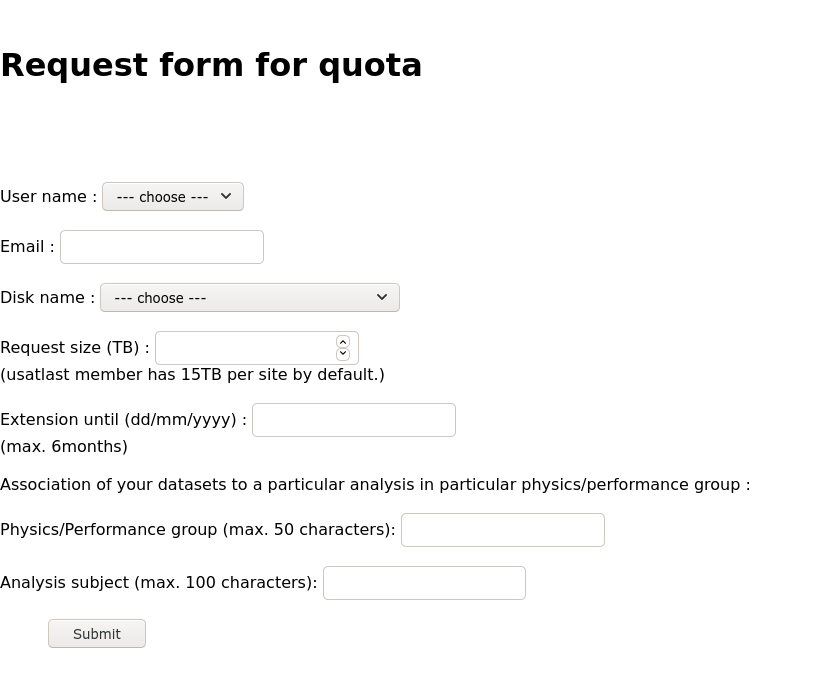 Request form for quota
User name : --- choose ---
Email :
Disk name : --- choose ---
Request size (TB) :
(usatlast member has 15TB per site by default.)
Extension until (dd/mm/yyyy) :
(max. 6months)
Association of your datasets to a particular analysis in particular physics/performance group :
Physics/Performance group (max. 50 characters):
Analysis subject (max. 100 characters):
Submit